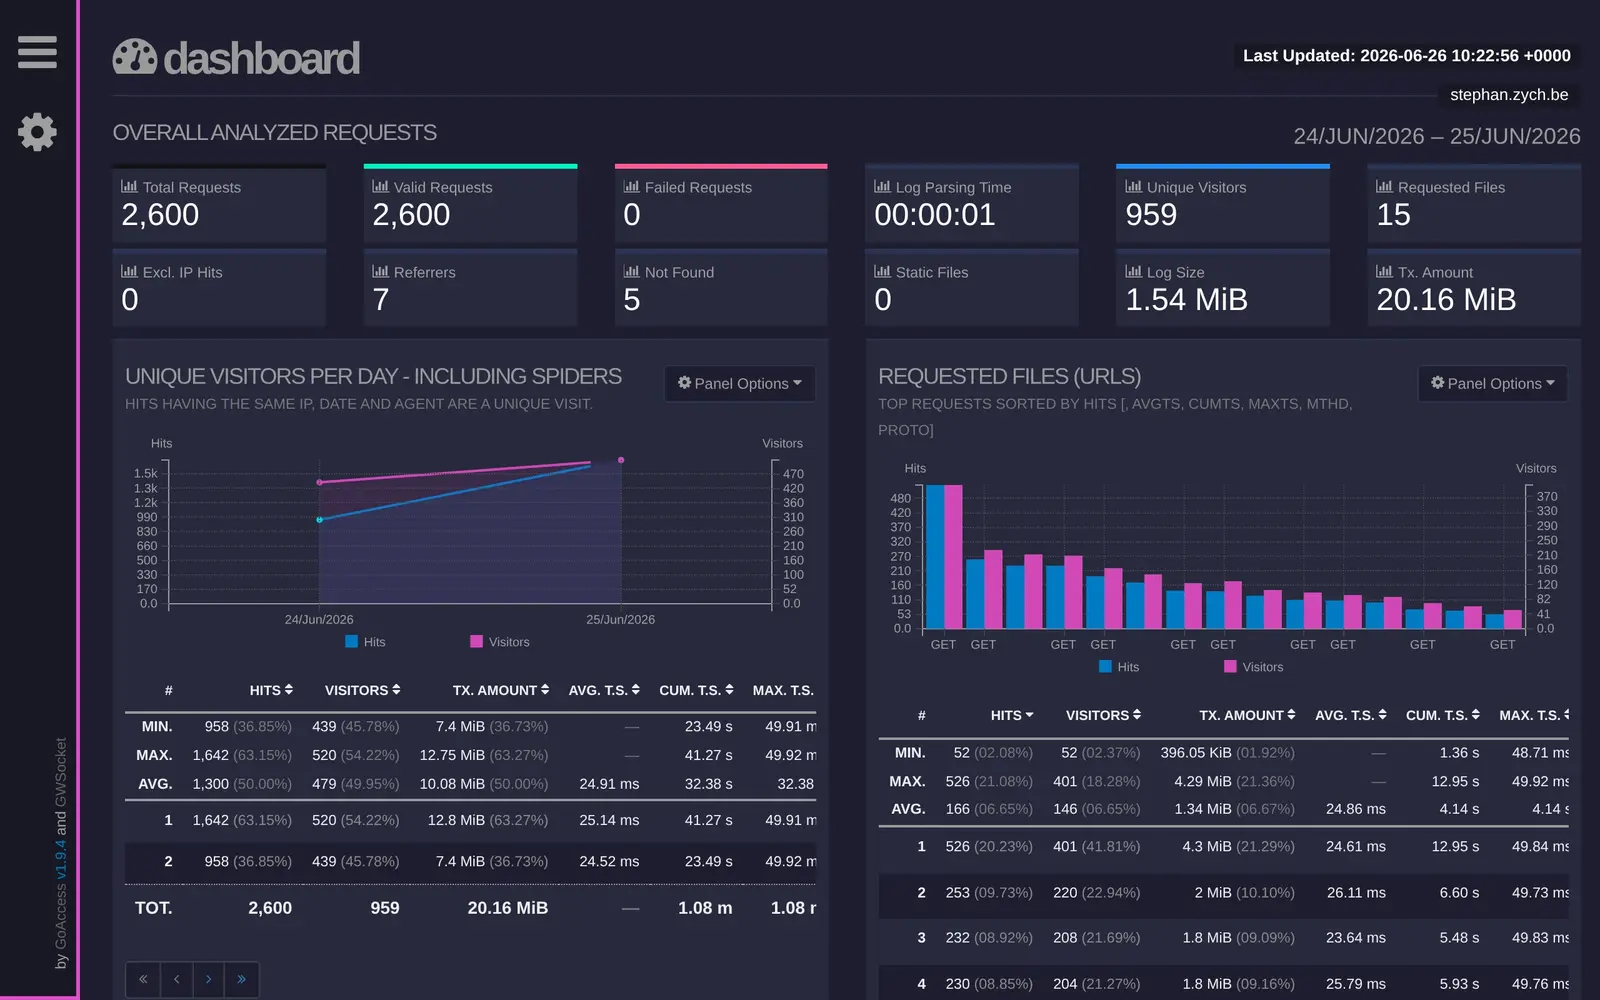 dashboard
Last Updated: 2026-06-26 10:22:56 +0000
stephan.zych.be
OVERALL ANALYZED REQUESTS
24/JUN/2026 – 25/JUN/2026
Total Requests
2,600
Valid Requests
2,600
Failed Requests
0
Log Parsing Time
00:00:01
Unique Visitors
959
Requested Files
15
Excl. IP Hits
0
Referrers
7
Not Found
5
Static Files
0
Log Size
1.54 MiB
Tx. Amount
20.16 MiB
UNIQUE VISITORS PER DAY - INCLUDING SPIDERS
Panel Options
HITS HAVING THE SAME IP, DATE AND AGENT ARE A UNIQUE VISIT.
Hits Visitors
1.5k 470
1.3k 420
1.2k 360
990 310
830 260
660 210
500 160
330 100
170 52
0.0 0.0
24/Jun/2026 25/Jun/2026
Hits Visitors
# HITS VISITORS TX. AMOUNT AVG. T.S. CUM. T.S. MAX. T.S.
MIN. 958 (36.85%) 439 (45.78%) 7.4 MiB (36.73%) — 23.49 s 49.91 m
MAX. 1,642 (63.15%) 520 (54.22%) 12.75 MiB (63.27%) 41.27 s 49.92 m
AVG. 1,300 (50.00%) 479 (49.95%) 10.08 MiB (50.00%) 24.91 ms 32.38 s 32.38
1 1,642 (63.15%) 520 (54.22%) 12.8 MiB (63.27%) 25.14 ms 41.27 s 49.91 m
2 958 (36.85%) 439 (45.78%) 7.4 MiB (36.73%) 24.52 ms 23.49 s 49.92 m
TOT. 2,600 959 20.16 MiB — 1.08 m 1.08 m
« ‹ › »
REQUESTED FILES (URLS)
Panel Options
TOP REQUESTS SORTED BY HITS [, AVGTS, CUMTS, MAXTS, MTHD,
PROTO]
Hits Visitors
480 370
420 330
370 290
320 250
270 210
210 160
160 120
110 82
53 41
0.0 0.0
GET GET GET GET GET GET GET GET GET GET
Hits Visitors
# HITS VISITORS TX. AMOUNT AVG. T.S. CUM. T.S. MAX. T.S.
MIN. 52 (02.08%) 52 (02.37%) 396.05 KiB (01.92%) — 1.36 s 48.71 ms
MAX. 526 (21.08%) 401 (18.28%) 4.29 MiB (21.36%) — 12.95 s 49.92 ms
AVG. 166 (06.65%) 146 (06.65%) 1.34 MiB (06.67%) 24.86 ms 4.14 s 4.14 s
1 526 (20.23%) 401 (41.81%) 4.3 MiB (21.29%) 24.61 ms 12.95 s 49.84 ms
2 253 (09.73%) 220 (22.94%) 2 MiB (10.10%) 26.11 ms 6.60 s 49.73 ms
3 232 (08.92%) 208 (21.69%) 1.8 MiB (09.09%) 23.64 ms 5.48 s 49.83 ms
4 230 (08.85%) 204 (21.27%) 1.8 MiB (09.16%) 25.79 ms 5.93 s 49.76 ms
by GoAccess v1.9.4 and GWSocket